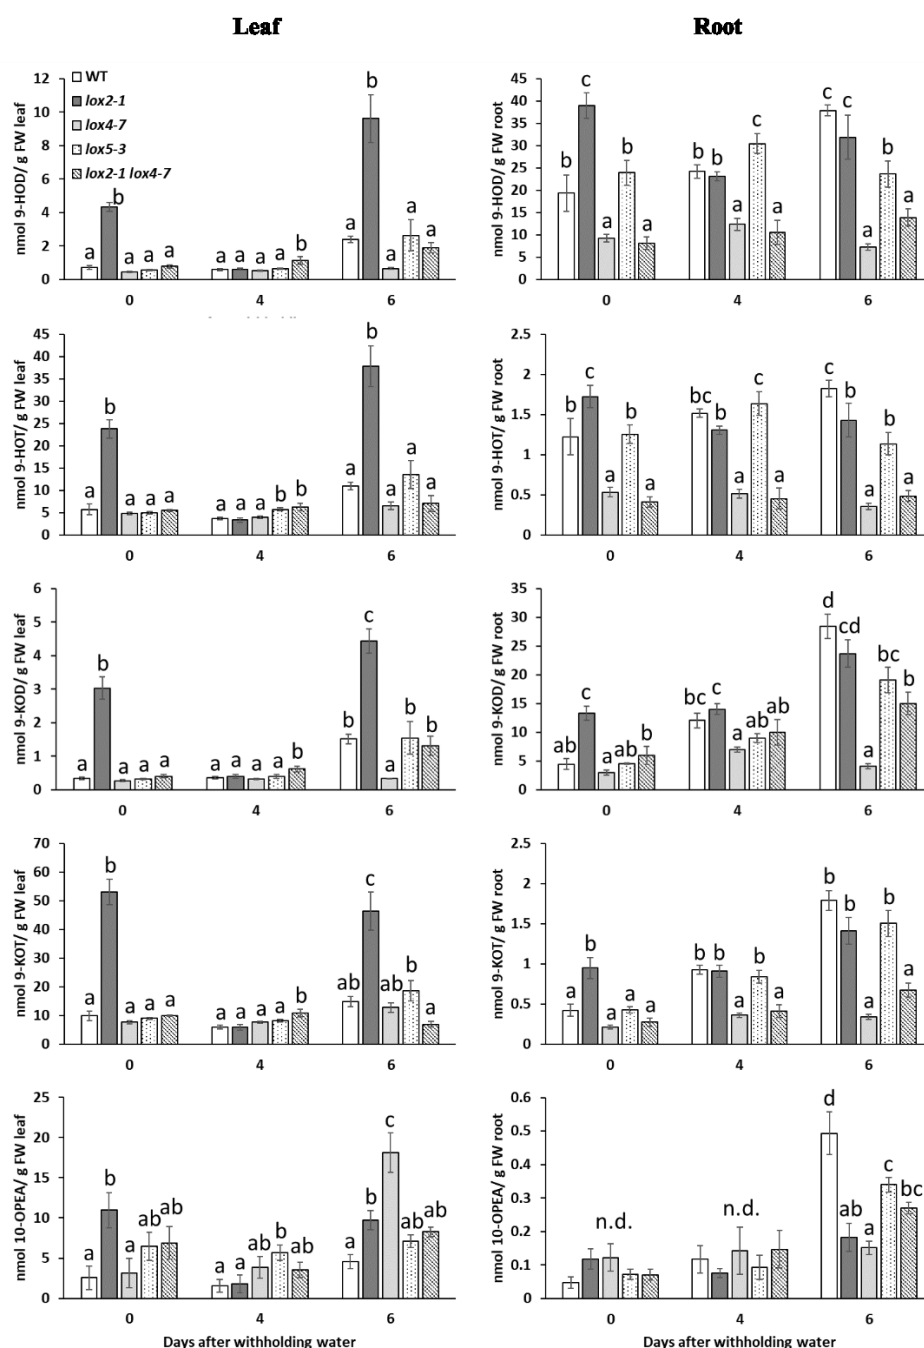 Leaf Root
WT
lox2-1
lox4-7
lox5-3
lox2-1 lox4-7
nmol 9-HOD/ g FW leaf
12
10
8
6
4
2
0
a b a a a
a a a a b
a b a a a
0 4 6
nmol 9-HOD/ g FW root
45
40
35
30
25
20
15
10
5
0
b c a b a
b b a c a
c c a b a
0 4 6
nmol 9-HOT/ g FW leaf
45
40
35
30
25
20
15
10
5
0
a b a a a
a a a b b
a b a a a
0 4 6
nmol 9-HOT/ g FW root
2.5
2
1.5
1
0.5
0
b c a b a
bc b a c a
c b a b a
0 4 6
nmol 9-KOD/ g FW leaf
6
5
4
3
2
1
0
a b a a a
a a a a b
b c a b b
0 4 6
nmol 9-KOD/ g FW root
35
30
25
20
15
10
5
0
ab c a ab b
bc c a ab ab
d cd a bc b
0 4 6
nmol 9-KOT/ g FW leaf
70
60
50
40
30
20
10
0
a b a a a
a a a a b
ab c ab b a
0 4 6
nmol 9-KOT/ g FW root
2.5
2
1.5
1
0.5
0
a b a a a
b b a b a
b b a b a
0 4 6
nmol 10-OPEA/ g FW leaf
25
20
15
10
5
0
a b a ab ab
a a ab b ab
a b c ab ab
0 4 6
Days after withholding water
nmol 10-OPEA/ g FW root
0.6
0.5
0.4
0.3
0.2
0.1
0
n.d.
n.d.
d ab a c bc
0 4 6
Days after withholding water